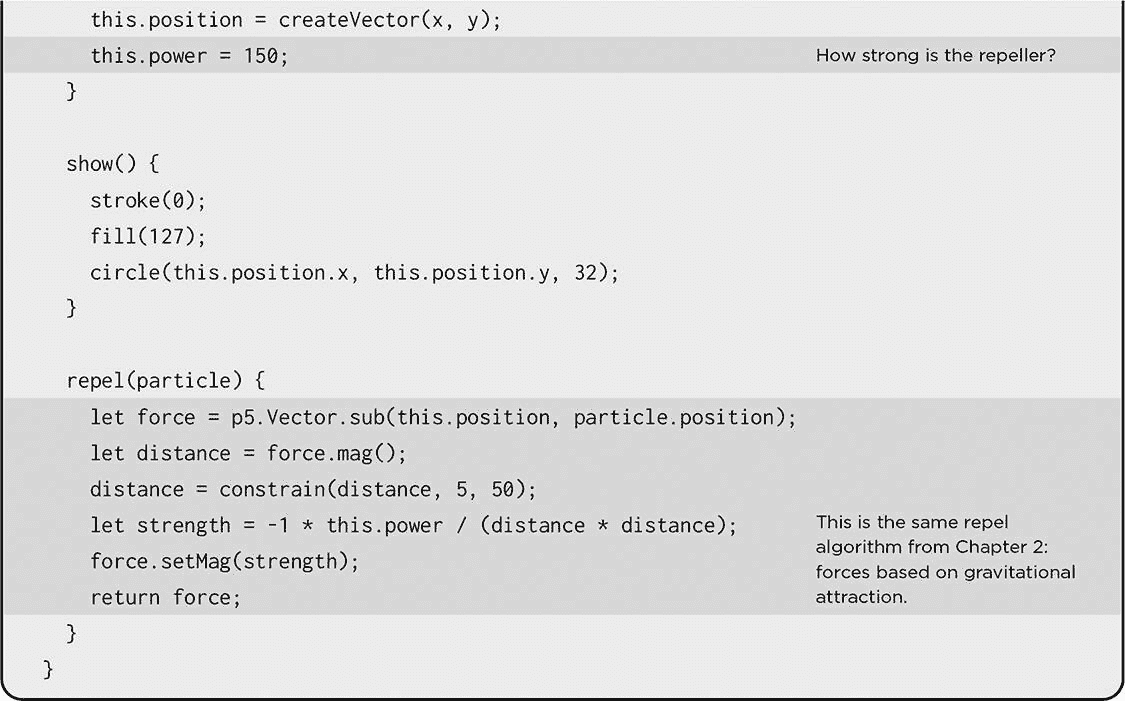 this.position = createVector(x, y);
this.power = 150;
How strong is the repeller?
}
show() {
stroke(0);
fill(127);
circle(this.position.x, this.position.y, 32);
}
repel(particle) {
let force = p5.Vector.sub(this.position, particle.position);
let distance = force.mag();
distance = constrain(distance, 5, 50);
let strength = -1 * this.power / (distance * distance);
force.setMag(strength);
return force;
This is the same repel
algorithm from Chapter 2:
forces based on gravitational
attraction.
}
}